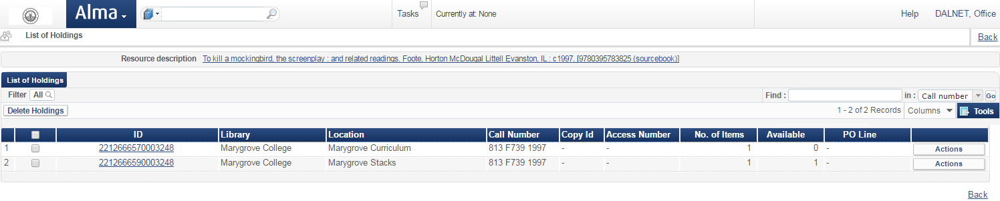 Alma Tasks Currently at: None Help DALNET, Office
List of Holdings Back
Resource description To kill a mockingbird, the screenplay : and related readings. Foote, Horton McDougal Littell Evanston, IL : c1997. [9780395783825 (sourcebook)]
List of Holdings
Filter All Find : in : Call number Go
Delete Holdings 1 - 2 of 2 Records Columns Tools
ID Library Location Call Number Copy Id Access Number No. of Items Available PO Line
1 2212666570003248 Marygrove College Marygrove Curriculum 813 F739 1997 - - 1 0 - Actions
2 2212666590003248 Marygrove College Marygrove Stacks 813 F739 1997 - - 1 1 - Actions
Back